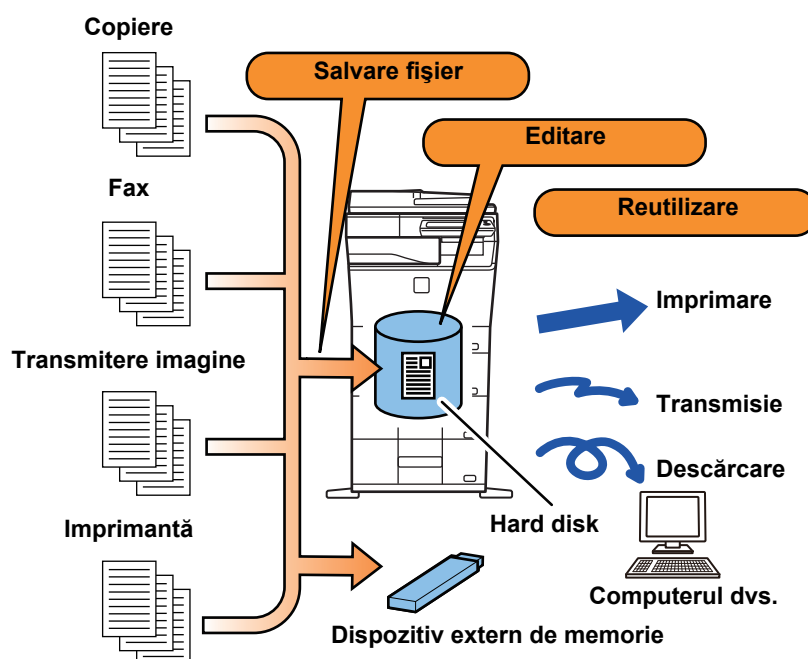 Copiere
Salvare fişier
Editare
Fax
Reutilizare
Imprimare
Transmitere imagine
Transmisie
Descărcare
Imprimantă
Hard disk
Computerul dvs.
Dispozitiv extern de memorie